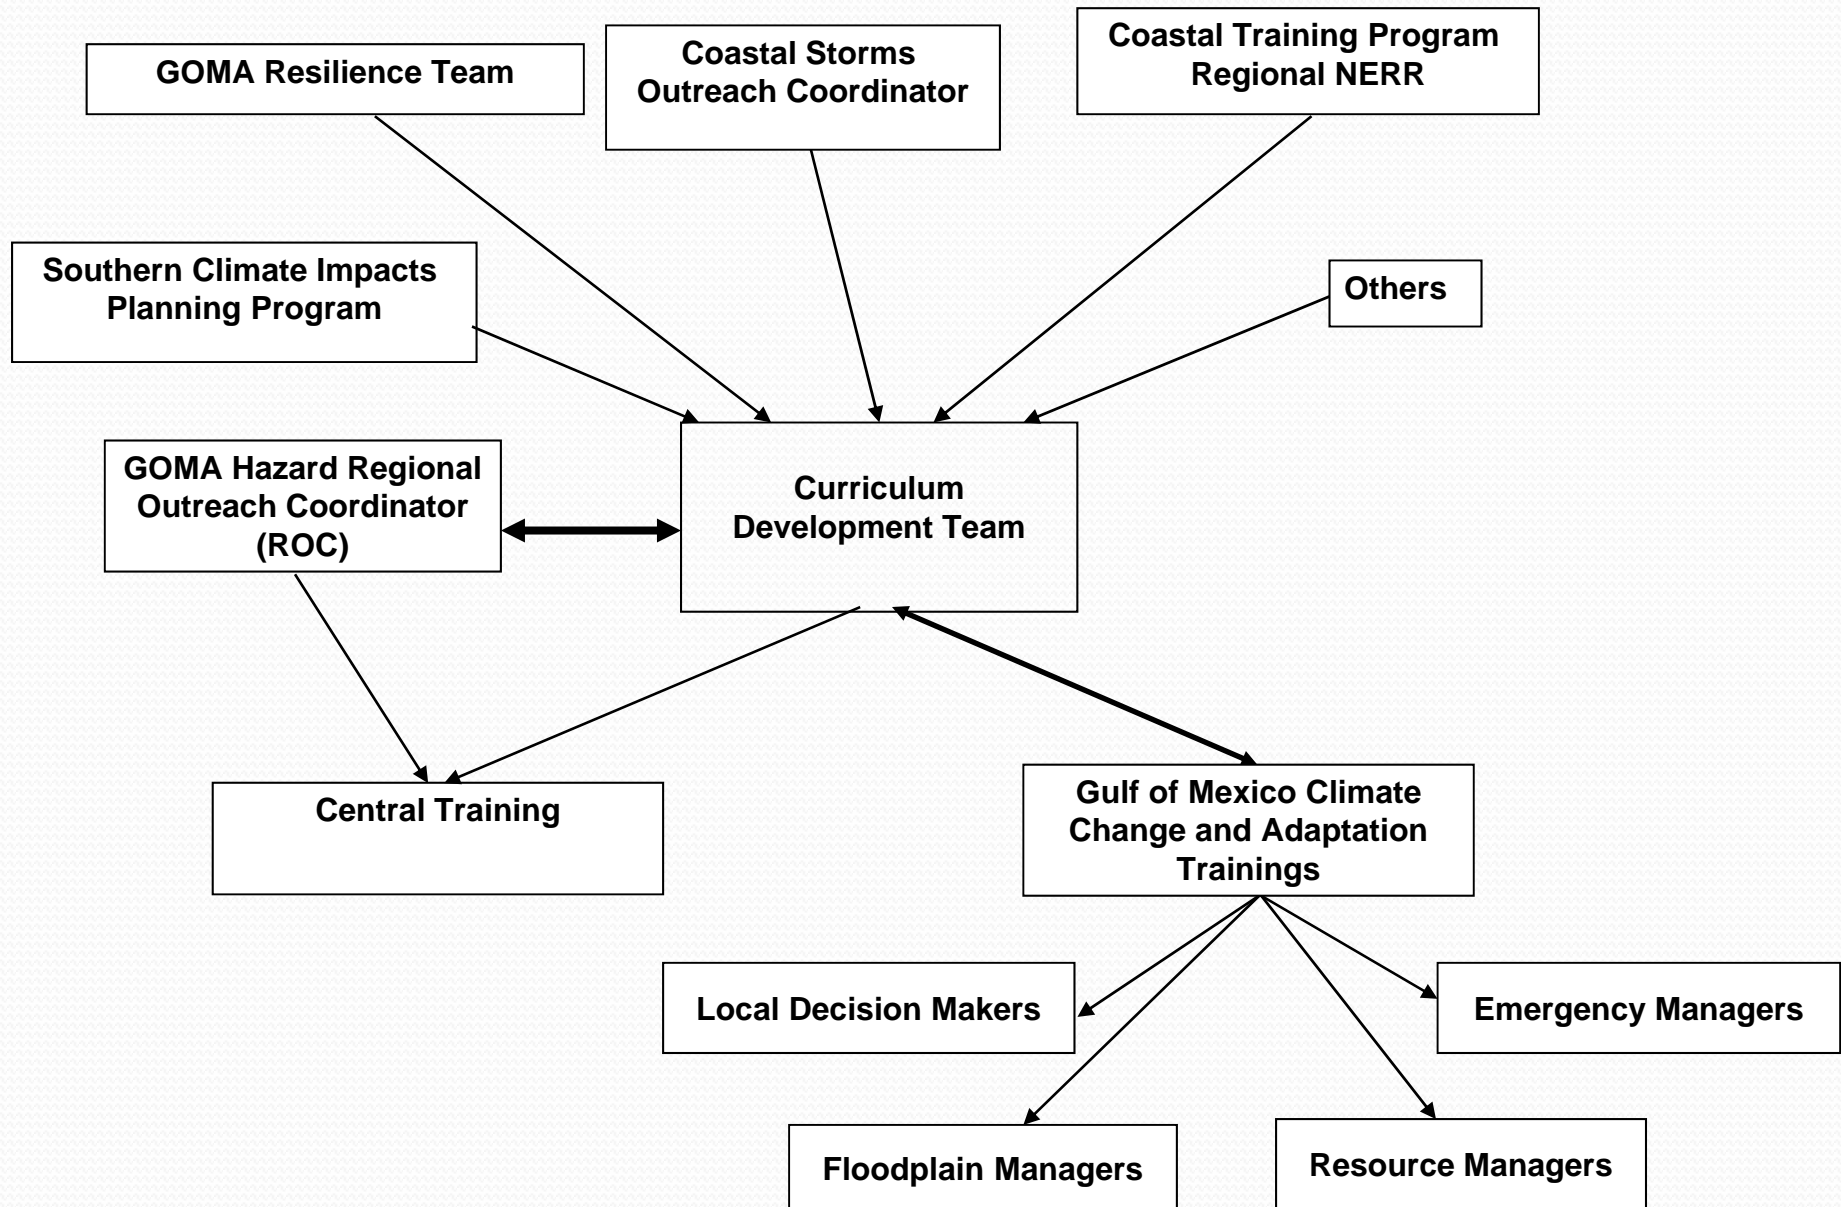 GOMA Resilience Team
Coastal Storms
Outreach Coordinator
Coastal Training Program
Regional NERR
Southern Climate Impacts
Planning Program
Others
GOMA Hazard Regional
Outreach Coordinator
(ROC)
Curriculum
Development Team
Central Training
Gulf of Mexico Climate
Change and Adaptation
Trainings
Local Decision Makers
Emergency Managers
Floodplain Managers
Resource Managers